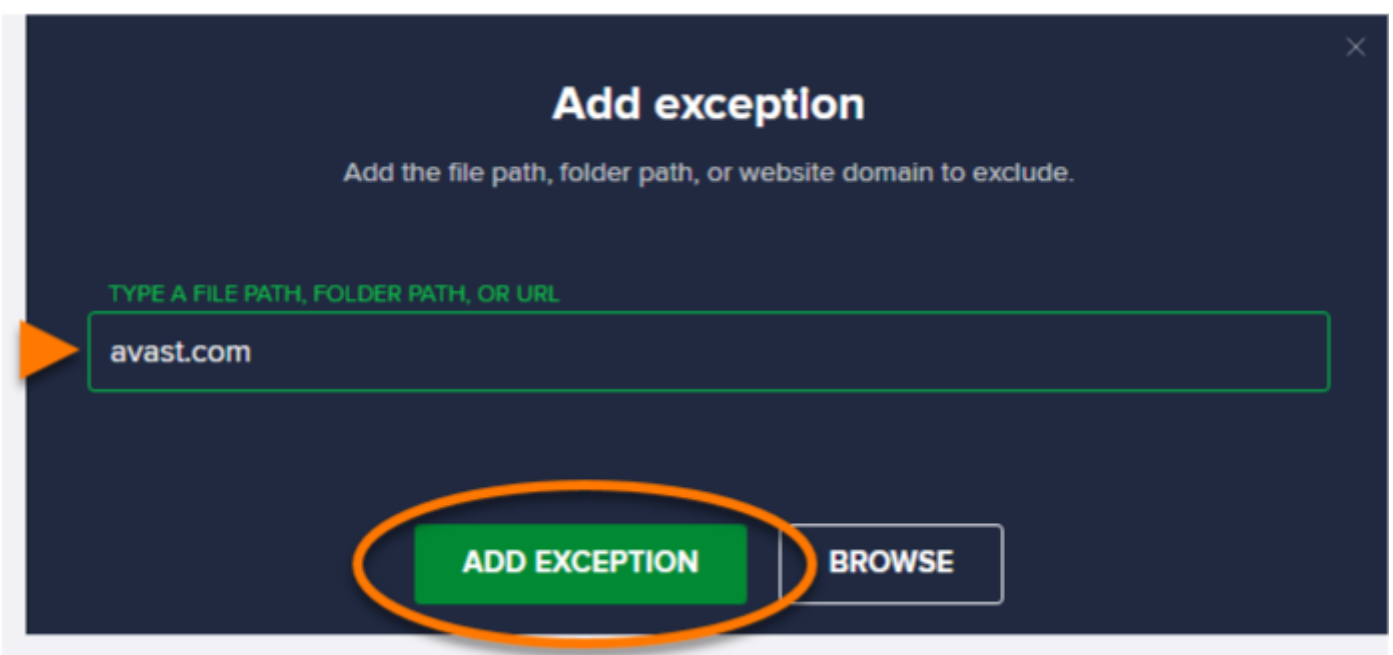 Add exception
Add the file path, folder path, or website domain to exclude.
TYPE A FILE PATH, FOLDER PATH, OR URL
avast.com
ADD EXCEPTION
BROWSE